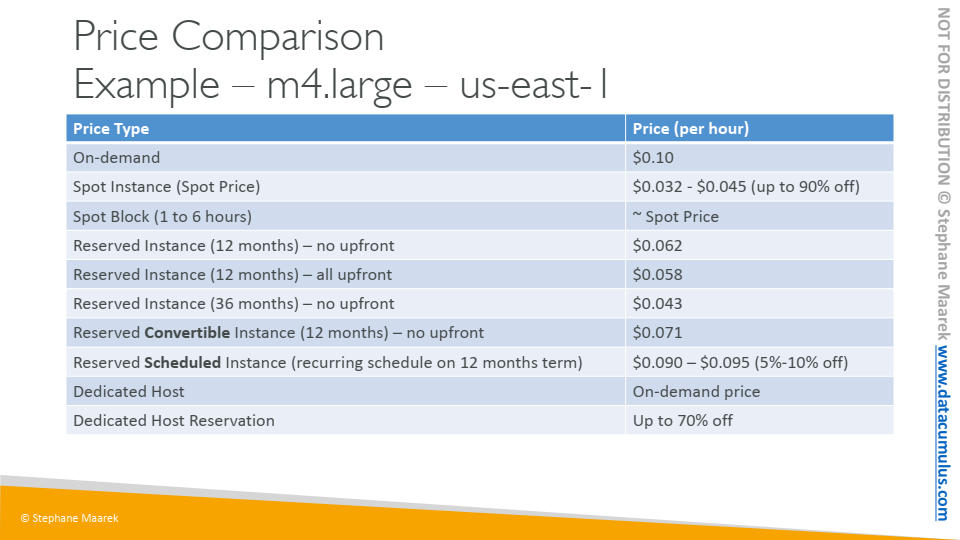 Price Comparison
Example – m4.large – us-east-1
Price Type Price (per hour)
On-demand $0.10
Spot Instance (Spot Price) $0.032 - $0.045 (up to 90% off)
Spot Block (1 to 6 hours) ~ Spot Price
Reserved Instance (12 months) – no upfront $0.062
Reserved Instance (12 months) – all upfront $0.058
Reserved Instance (36 months) – no upfront $0.043
Reserved Convertible Instance (12 months) – no upfront $0.071
Reserved Scheduled Instance (recurring schedule on 12 months term) $0.090 – $0.095 (5%-10% off)
Dedicated Host On-demand price
Dedicated Host Reservation Up to 70% off
© Stephane Maarek
NOT FOR DISTRIBUTION © Stephane Maarek www.datacumulus.com